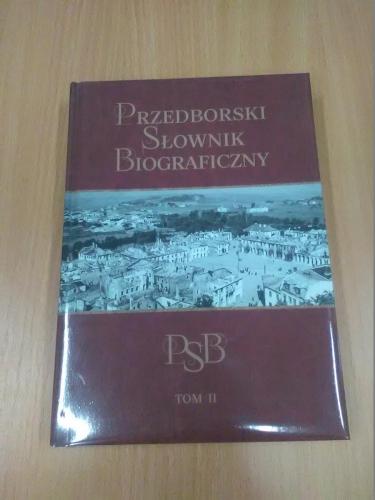 PRZEDBORSKI
SŁOWNIK
BIOGRAFICZNY
PSB
TOM II